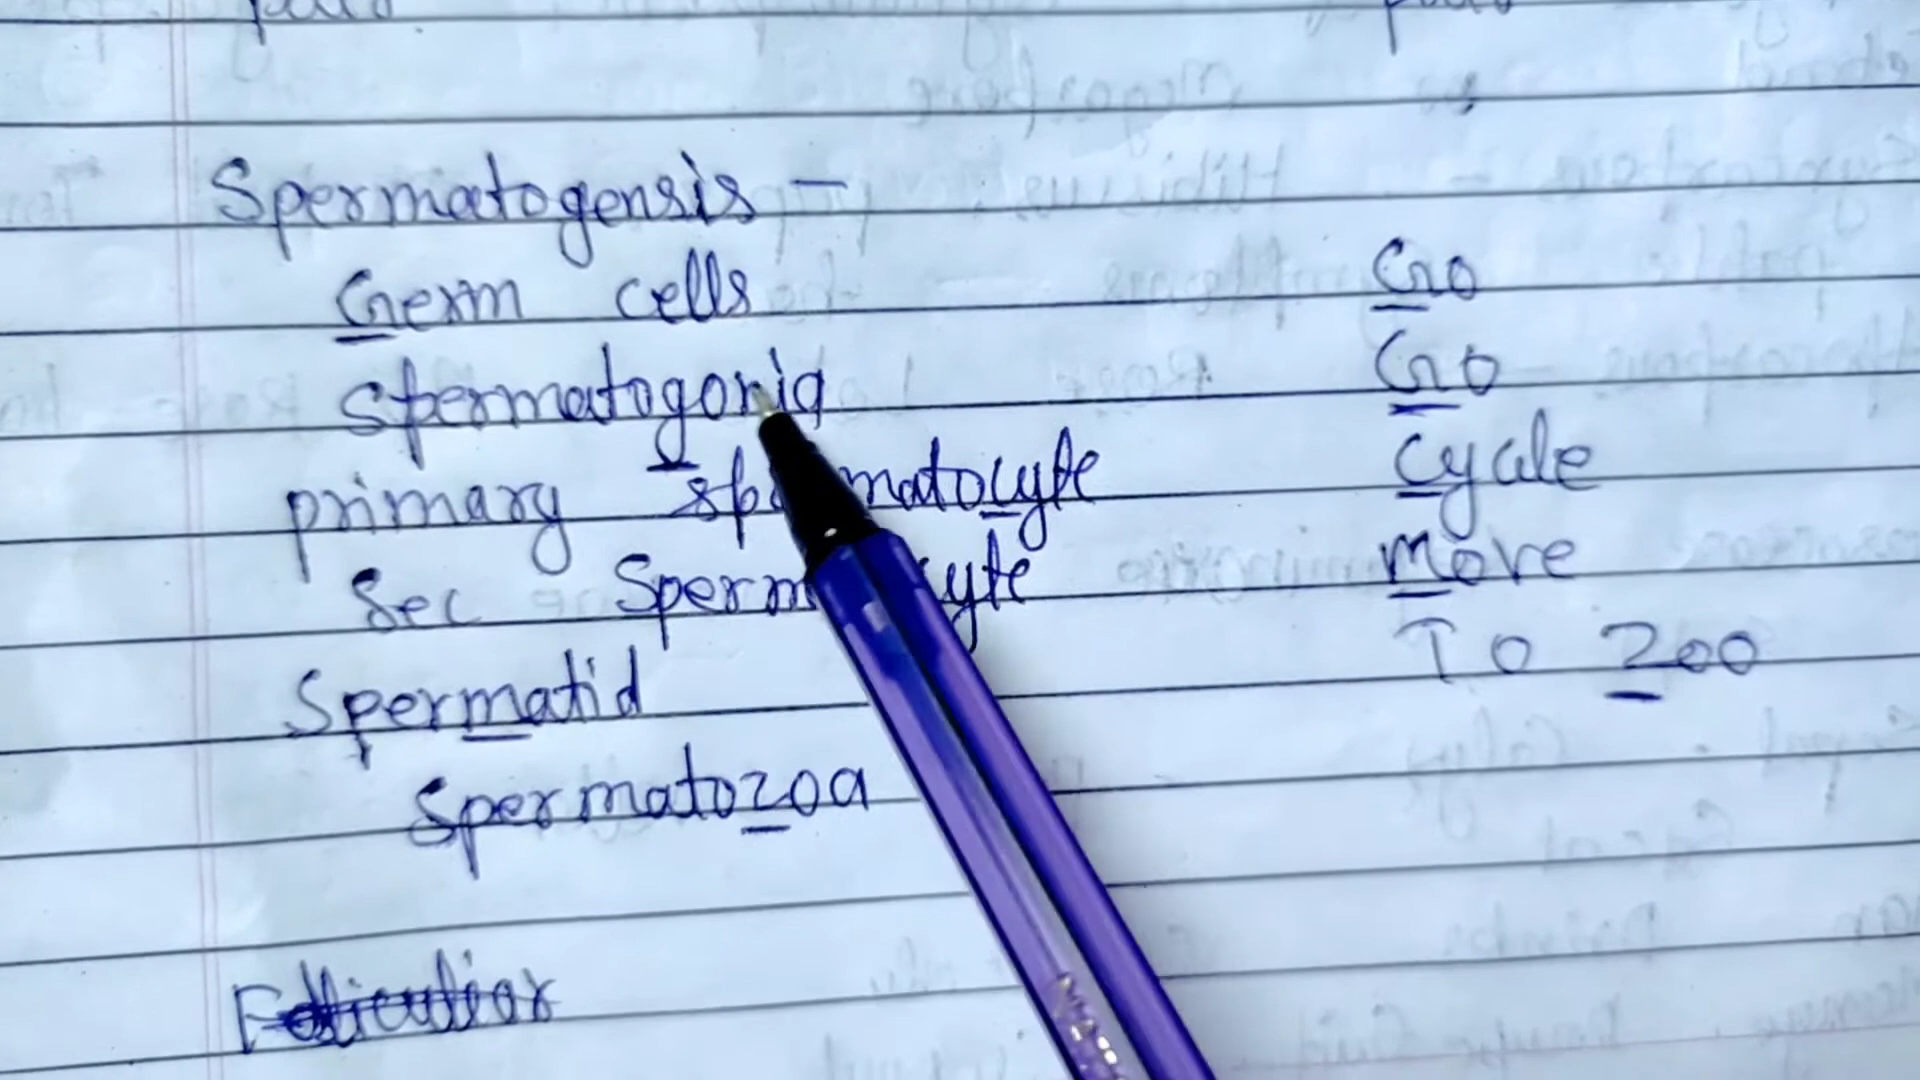 Spermatogensis -
Germ cells Go
Spermatogonia Go
primary spermatocyte cycle
Sec Spermatocyte move
Spermatid To Zoo
Spermatozoa